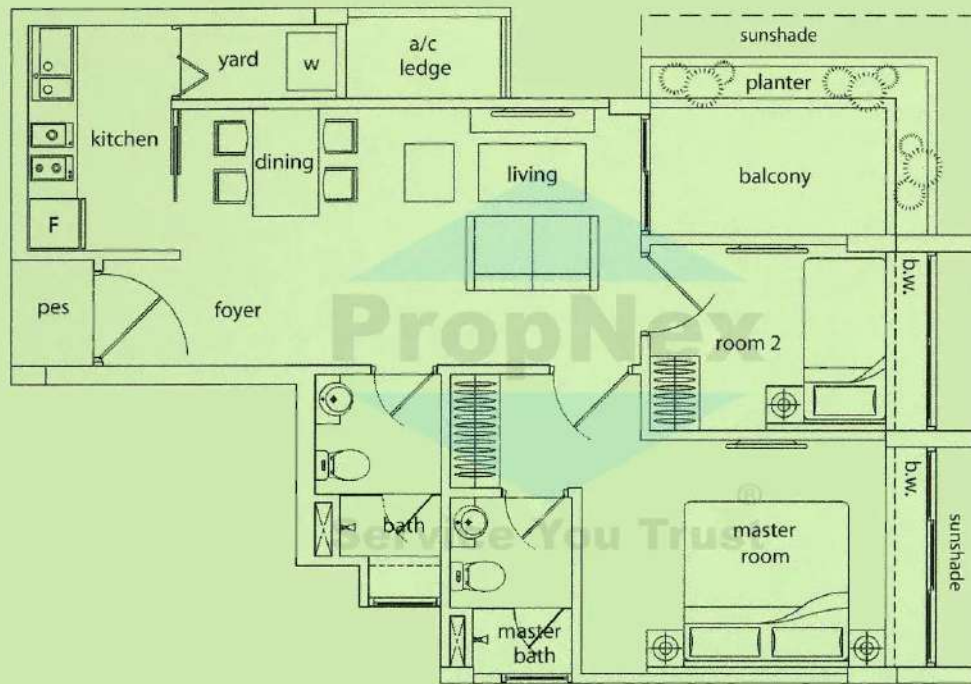 sunshade
yard
w
a/c
ledge
planter
kitchen
dining
living
balcony
F
pes
foyer
PropNex
room 2
b.w.
b.w.
®
bath
Service You Trust
master
room
sunshade
master
bath